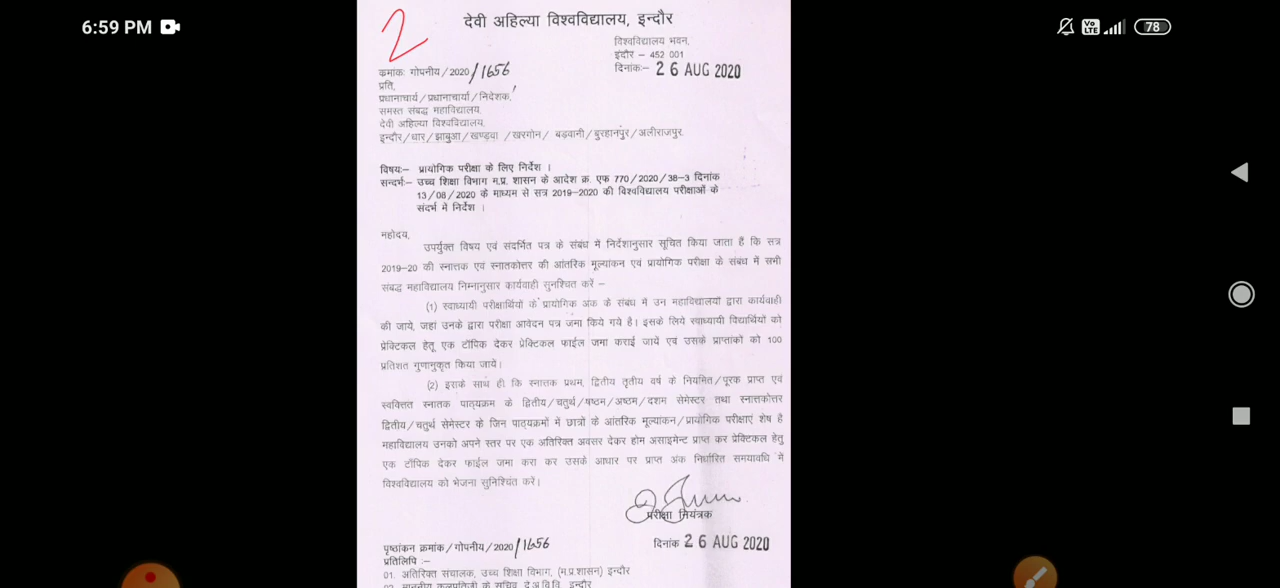 6:59 PM
Vo LTE
78
2
देवी अहिल्या विश्वविद्यालय, इन्दौर
विश्वविद्यालय भवन,
इंदौर – 452 001
दिनांकः– 26 AUG 2020
क्रमांकः गोपनीय/2020/1656
प्रति,
प्रधानाचार्य/प्रधानाचार्या/निदेशक,
समस्त संबद्ध महाविद्यालय,
देवी अहिल्या विश्वविद्यालय,
इन्दौर/धार/झाबुआ/खण्डवा /खरगोन/ बड़वानी/बुरहानपुर/अलीराजपुर.
विषयः– प्रायोगिक परीक्षा के लिए निर्देश ।
सन्दर्भः– उच्च शिक्षा विभाग म.प्र. शासन के आदेश क्र. एफ 770/2020/38–3 दिनांक
13/08/2020 के माध्यम से सत्र 2019–2020 की विश्वविद्यालय परीक्षाओं के
संदर्भ में निर्देश ।
महोदय,
उपर्युक्त विषय एवं संदर्भित पत्र के संबंध में निर्देशानुसार सूचित किया जाता हैं कि सत्र
2019–20 की स्नात्तक एवं स्नातकोत्तर की आंतरिक मूल्यांकन एवं प्रायोगिक परीक्षा के संबंध में सभी
संबद्ध महाविद्यालय निम्नानुसार कार्यवाही सुनश्चित करें –
(1) स्वाध्यायी परीक्षार्थियों के प्रायोगिक अंक के संबंध में उन महाविद्यालयों द्वारा कार्यवाही
की जाये, जहां उनके द्वारा परीक्षा आवेदन पत्र जमा किये गये है। इसके लिये स्वाध्यायी विद्यार्थियों को
प्रेक्टिकल हेतू एक टॉपिक देकर प्रेक्टिकल फाईल जमा कराई जायें एवं उसके प्राप्तांकों को 100
प्रतिशत गुणानुकृत किया जायें।
(2) इसके साथ ही कि स्नात्तक प्रथम, द्वितीय तृतीय वर्ष के नियमित/पूरक प्राप्त एवं
स्ववित्तित स्नातक पाठ्यक्रम के द्वितीय/चतुर्थ/षष्ठम/अष्ठम/दशम सेमेस्टर तथा स्नात्तकोत्तर
द्वितीय/चतुर्थ सेमेस्टर के जिन पाठ्यक्रमों में छात्रों के आंतरिक मूल्यांकन/प्रायोगिक परीक्षाएं शेष है
महाविद्यालय उनको अपने स्तर पर एक अतिरिक्त अवसर देकर होम असाइमेन्ट प्राप्त कर प्रेक्टिकल हेतु
एक टॉपिक देकर फाईल जमा करा कर उसके आधार पर प्राप्त अंक निर्धारित समयावधि में
विश्वविद्यालय को भेजना सुनिश्चित करें।
परीक्षा नियंत्रक
पृष्ठांकन क्रमांक/गोपनीय/2020/1656
दिनांक 26 AUG 2020
प्रतिलिपि :–
01. अतिरिक्त संचालक, उच्च शिक्षा विभाग, (म.प्र.शासन) इन्दौर